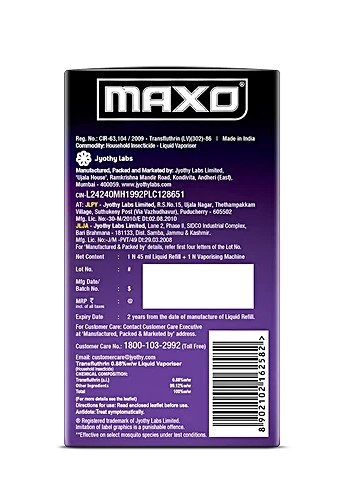 MAXO®
Reg. No.: CIR-63,104 / 2009 - Transfluthrin (LV)(302)-86 | Made in India
Commodity: Household Insecticide - Liquid Vaporiser
Jyothy labs
Manufactured, Packed and Marketed by: Jyothy Labs Limited,
'Ujala House', Ramkrishna Mandir Road, Kondivita, Andheri (East),
Mumbai - 400059. www.jyothylabs.com
CIN-L24240MH1992PLC128651
AT: JLPY - Jyothy Labs Limited, R.S.No.15, Ujala Nagar, Thethampakkam
Village, Suthukeny Post (Via Vazhudhavur), Puducherry - 605502
Mfg. Lic. No.-30-M/2010/E Dt:02.08.2010
JLJA - Jyothy Labs Limited, Lane 2, Phase II, SIDCO Industrial Complex,
Bari Brahmana - 181133, Dist. Samba, Jammu & Kashmir.
Mfg. Lic. No:-J/M -PVT/49 Dt:29.03.2008
For 'Manufactured & Packed by' details, refer first four letters of the Lot No.
Net Content : 1 N 45 ml Liquid Refill + 1 N Vaporising Machine
Lot No. : #
Mfg Date/
Batch No. : $
MRP ₹ : @
incl. of all taxes
Expiry Date : 2 years from the date of manufacture of Liquid Refill.
For Customer Care: Contact Customer Care Executive
at 'Manufactured, Packed & Marketed by' address
Customer Care No.: 1800-103-2992 (Toll Free)
Email: customercare@jyothy.com
Transfluthrin 0.88%w/w Liquid Vaporiser
(Household Insecticide)
CHEMICAL COMPOSITION:
Transfluthrin (a.i.) 0.88%w/w
Other Ingredients 99.12%w/w
Total 100%w/w
(For more details see the leaflet)
Directions for use: Read enclosed leaflet before use.
Antidote: Treat symptomatically.
® Registered trademark of Jyothy Labs Limited.
Imitation of label graphics is a punishable offence.
**Effective on select mosquito species under test conditions.
8 902102 162582 >